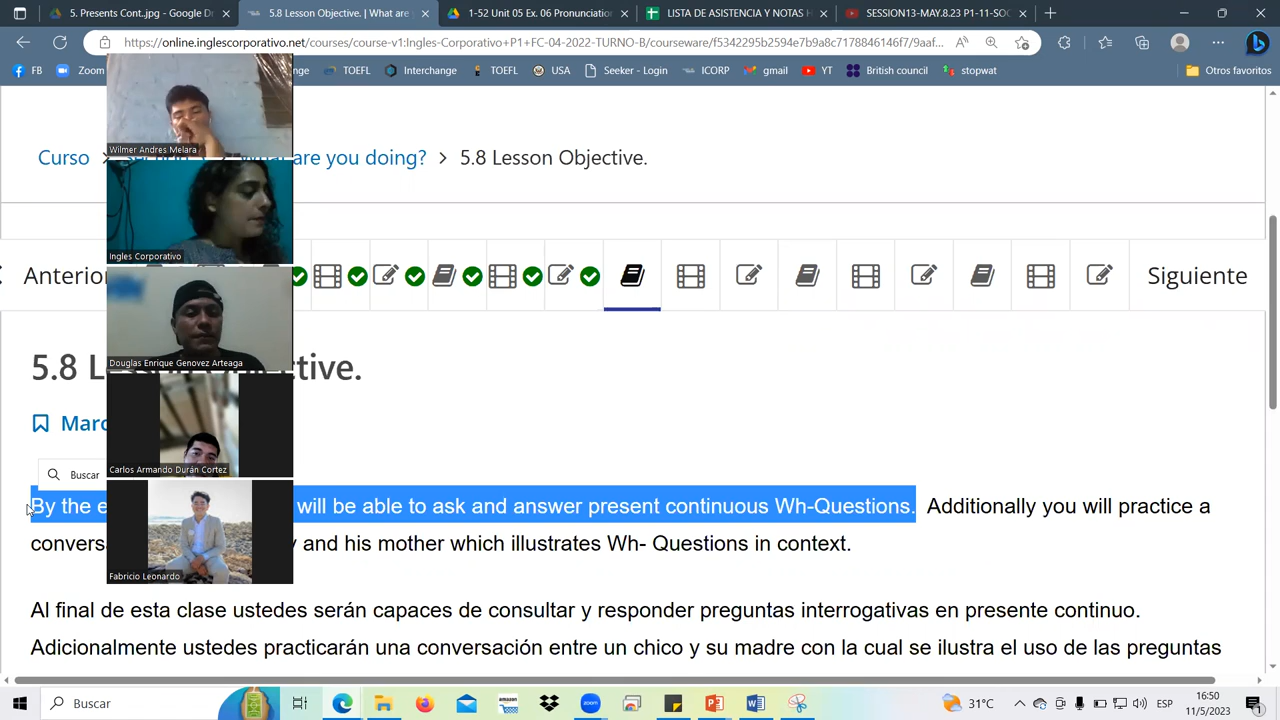 5. Presents Cont. - Google Dr
5.8 Lesson Objective. | What are y
1-52 Unit 05 Ex. 06 Pronunciation
LISTA DE ASISTENCIA Y NOTAS H
SESSION13-MAY.8.23 P1-11-SOC
https://online.inglescorporativo.net/courses/course-v1:Ingles-Corporativo+P1+FC-04-2022-TURNO-B/courseware/f5342295b2594e7b9a8c7178846146f7/9aaf...
FB
Zoom
nge
TOEFL
Interchange
TOEFL
USA
Seeker - Login
ICORP
gmail
YT
British council
stopwat
Otros favoritos
Wilmer Andres Melara
Curso
are you doing?
5.8 Lesson Objective.
Ingles Corporativo
Anterior
Siguiente
Douglas Enrique Genovez Arteaga
5.8 L
ctive.
Marc
Buscar
Carlos Armando Durán Cortez
By the e will be able to ask and answer present continuous Wh-Questions. Additionally you will practice a
convers y and his mother which illustrates Wh- Questions in context.
Fabricio Leonardo
Al final de esta clase ustedes serán capaces de consultar y responder preguntas interrogativas en presente continuo.
Adicionalmente ustedes practicarán una conversación entre un chico y su madre con la cual se ilustra el uso de las preguntas
Buscar
31°C
ESP
16:50
11/5/2023
1